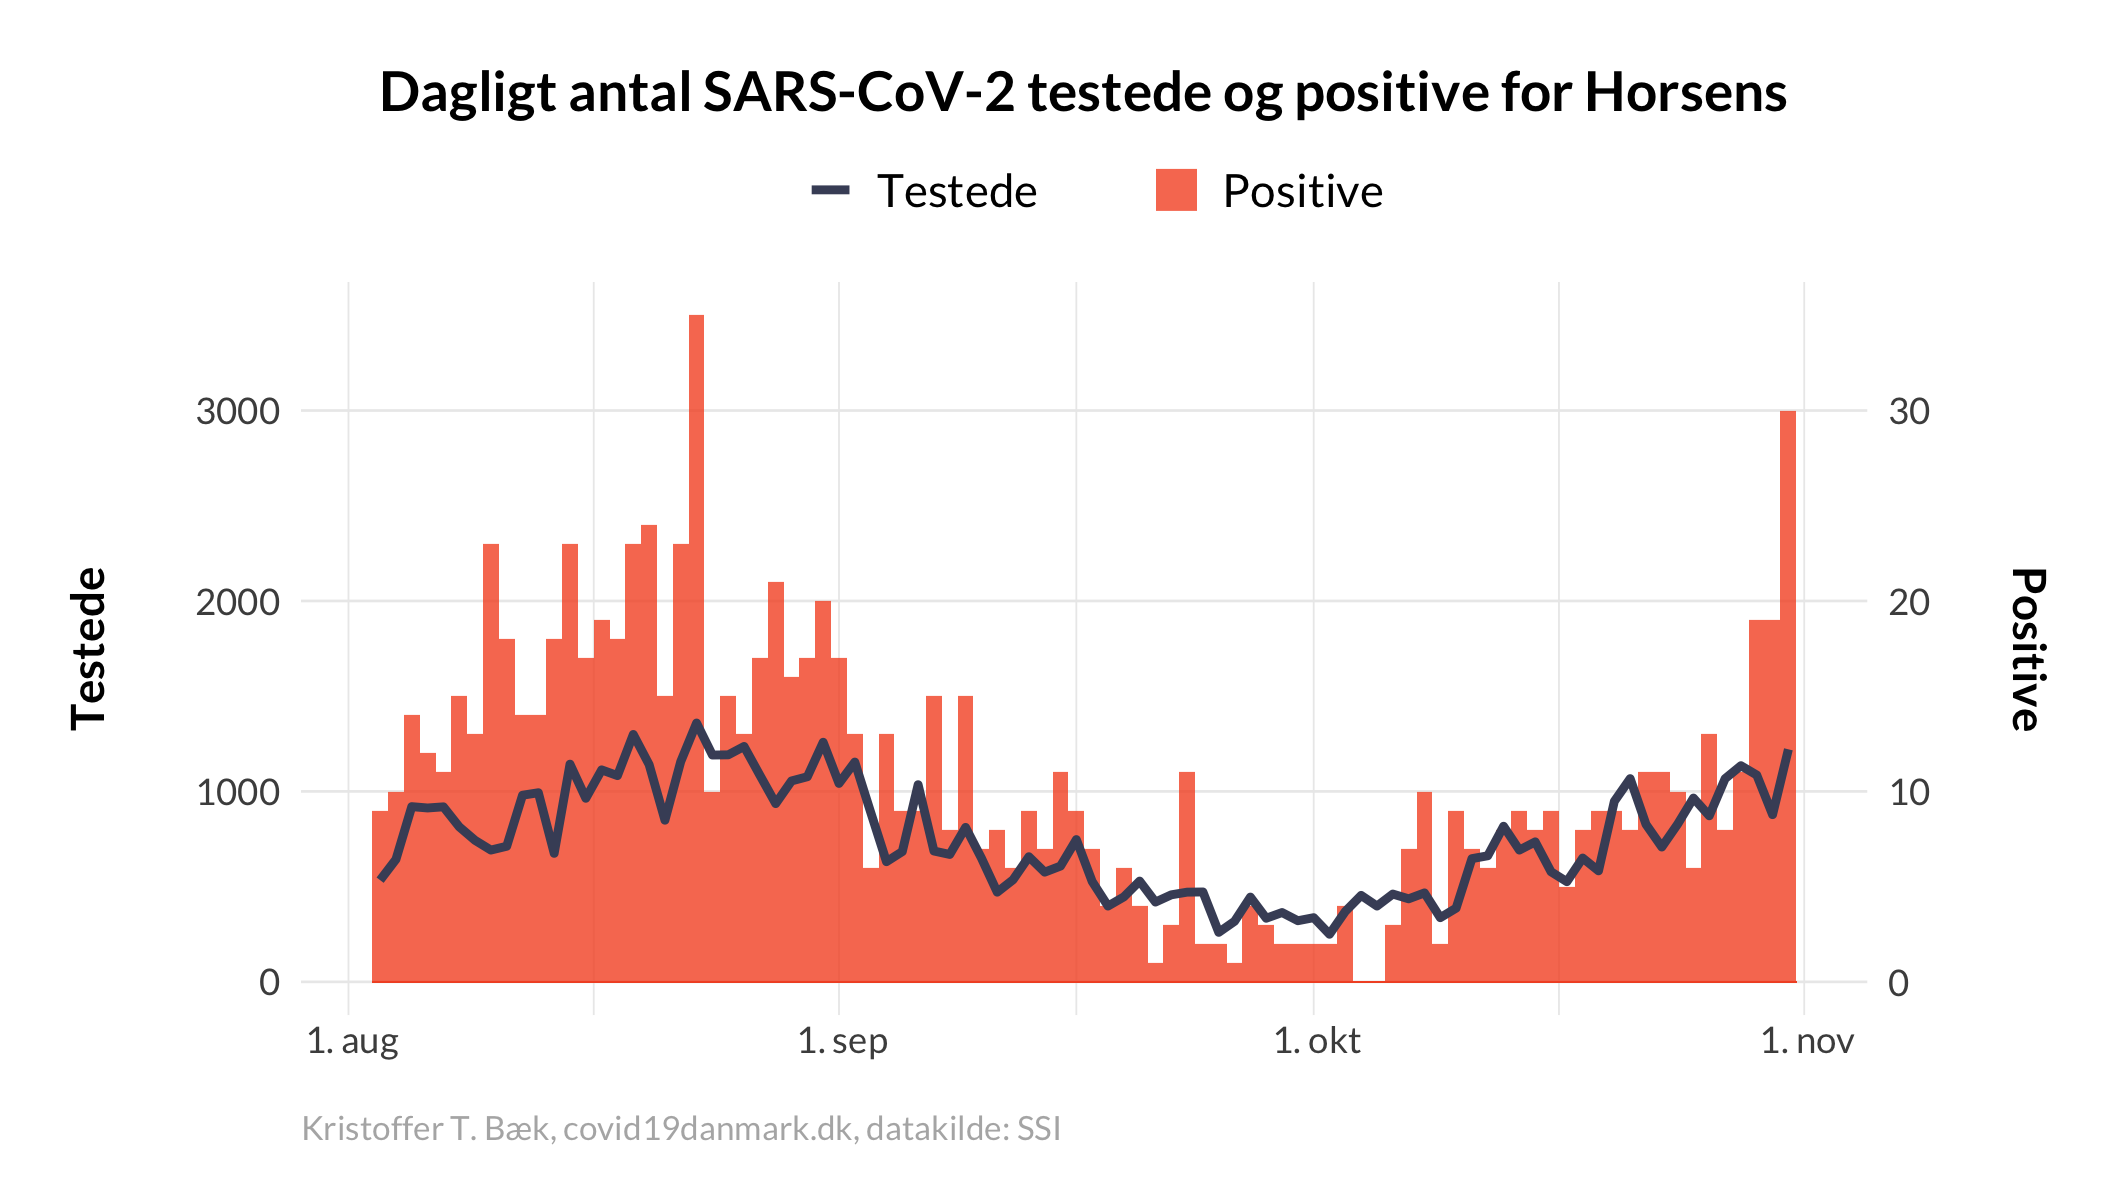 Dagligt antal SARS-CoV-2 testede og positive for Horsens
Testede
Positive
3000
2000
1000
0
30
20
10
0
Testede
Positive
1. aug
1. sep
1. okt
1. nov
Kristoffer T. Bæk, covid19danmark.dk, datakilde: SSI